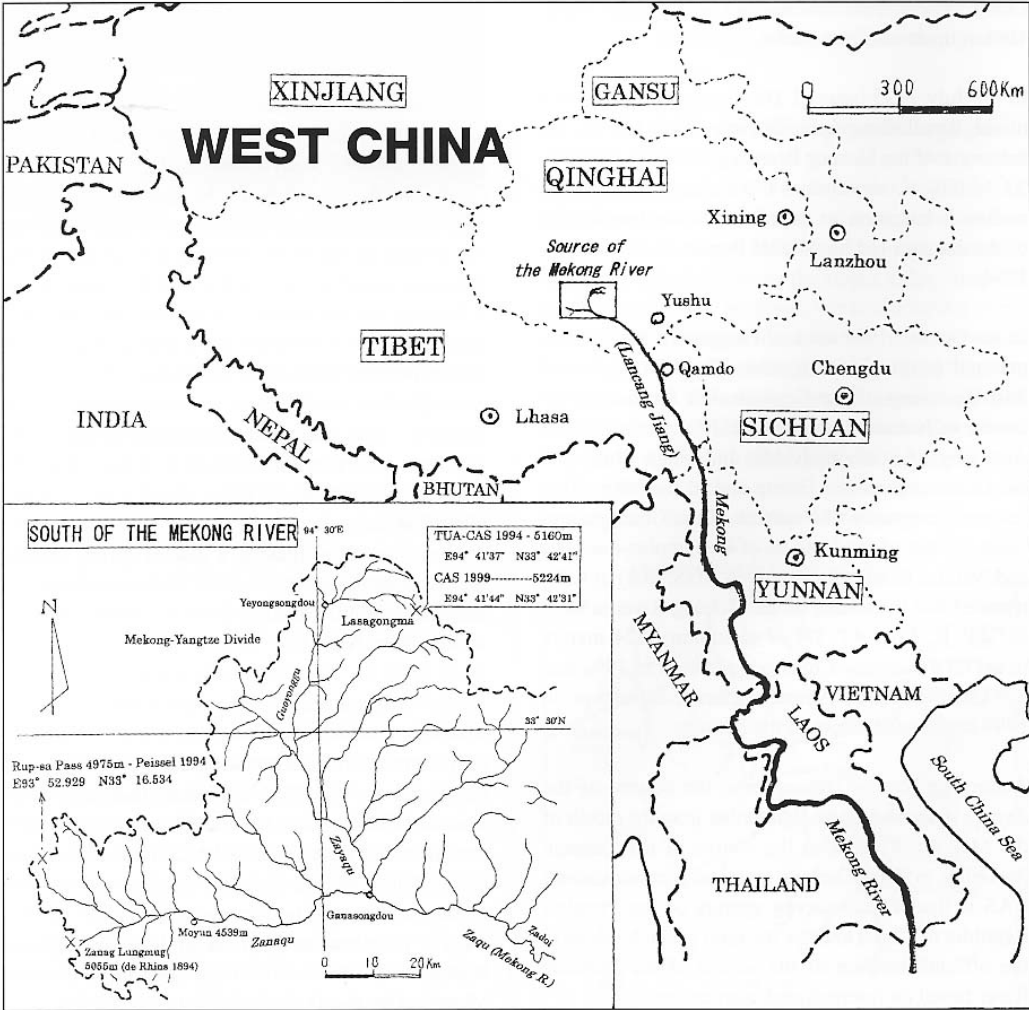 XINJIANG
GANSU
0 300 600Km
WEST CHINA
PAKISTAN
QINGHAI
Xining
Lanzhou
Source of
the Mekong River
Yushu
TIBET
(Lancang Jiang)
Qamdo
Chengdu
INDIA
NEPAL
Lhasa
SICHUAN
BHUTAN
Mekong
Kunming
YUNNAN
MYANMAR
VIETNAM
LAOS
South China Sea
Mekong River
THAILAND
SOUTH OF THE MEKONG RIVER
94° 30'E
TUA-CAS 1994 - 5160m
E94° 41'37" N33° 42'41"
CAS 1999----------5224m
E94° 41'44" N33° 42'31"
N
Yeyongsongdou
Lasagongma
Mekong-Yangtze Divide
Guoyonggu
33° 30'N
Rup-sa Pass 4975m - Peissel 1994
E93° 52.929 N33° 16.534
Zayaqu
Ganasongdou
Moyun 4539m
Zanaqu
Zadoi
Zaqu (Mekong R.)
Zanag Lungmug
5055m (de Rhins 1894)
0 10 20Km